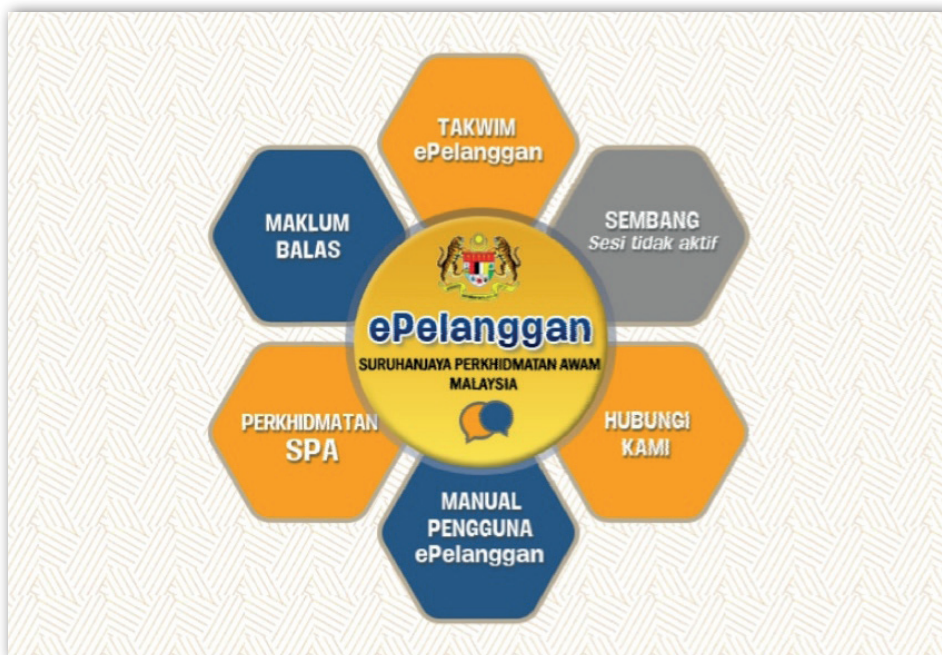 TAKWIM
ePelanggan
MAKLUM
BALAS
SEMBANG
Sesi tidak aktif
ePelanggan
SURUHANJAYA PERKHIDMATAN AWAM
MALAYSIA
PERKHIDMATAN
SPA
HUBUNGI
KAMI
MANUAL
PENGGUNA
ePelanggan